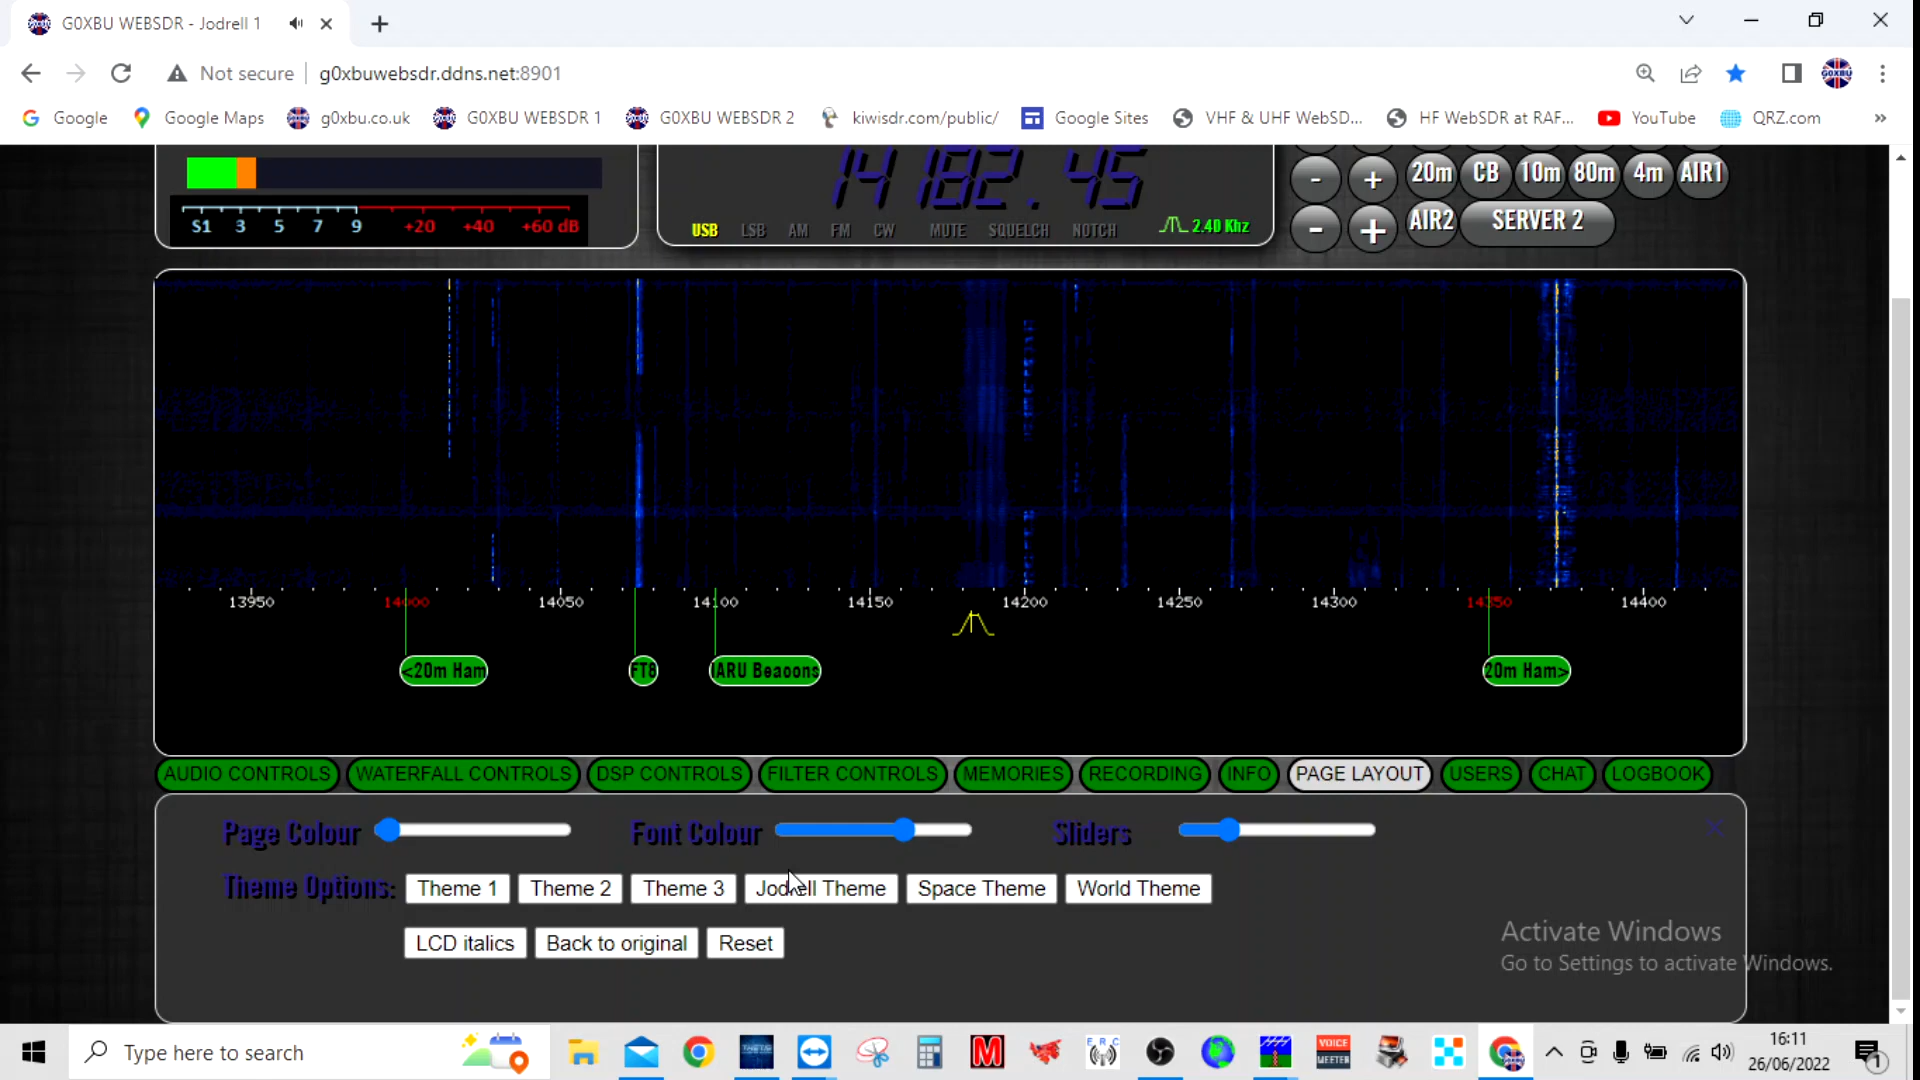 G0XBU WEBSDR - Jodrell 1
Not secure
g0xbuwebsdr.ddns.net:8901
G0XBU
Google
Google Maps
g0xbu.co.uk
G0XBU WEBSDR 1
G0XBU WEBSDR 2
kiwisdr.com/public/
Google Sites
VHF & UHF WebSD...
HF WebSDR at RAF...
YouTube
QRZ.com
»
14182.45
- + 20m CB 10m 80m 4m AIR1
S1 3 5 7 9 +20 +40 +60 dB
USB LSB AM FM CW MUTE SQUELCH NOTCH 2.40 Khz
- + AIR2 SERVER 2
13950 14000 14050 14100 14150 14200 14250 14300 14350 14400
<20m Ham FT8 IARU Beacons 20m Ham>
AUDIO CONTROLS WATERFALL CONTROLS DSP CONTROLS FILTER CONTROLS MEMORIES RECORDING INFO PAGE LAYOUT USERS CHAT LOGBOOK
Page Colour Font Colour Sliders X
Theme Options: Theme 1 Theme 2 Theme 3 Jodrell Theme Space Theme World Theme
LCD italics Back to original Reset
Activate Windows
Go to Settings to activate Windows.
Type here to search
THETIS
M
ERC
VOICE
MEETER
16:11
26/06/2022
1